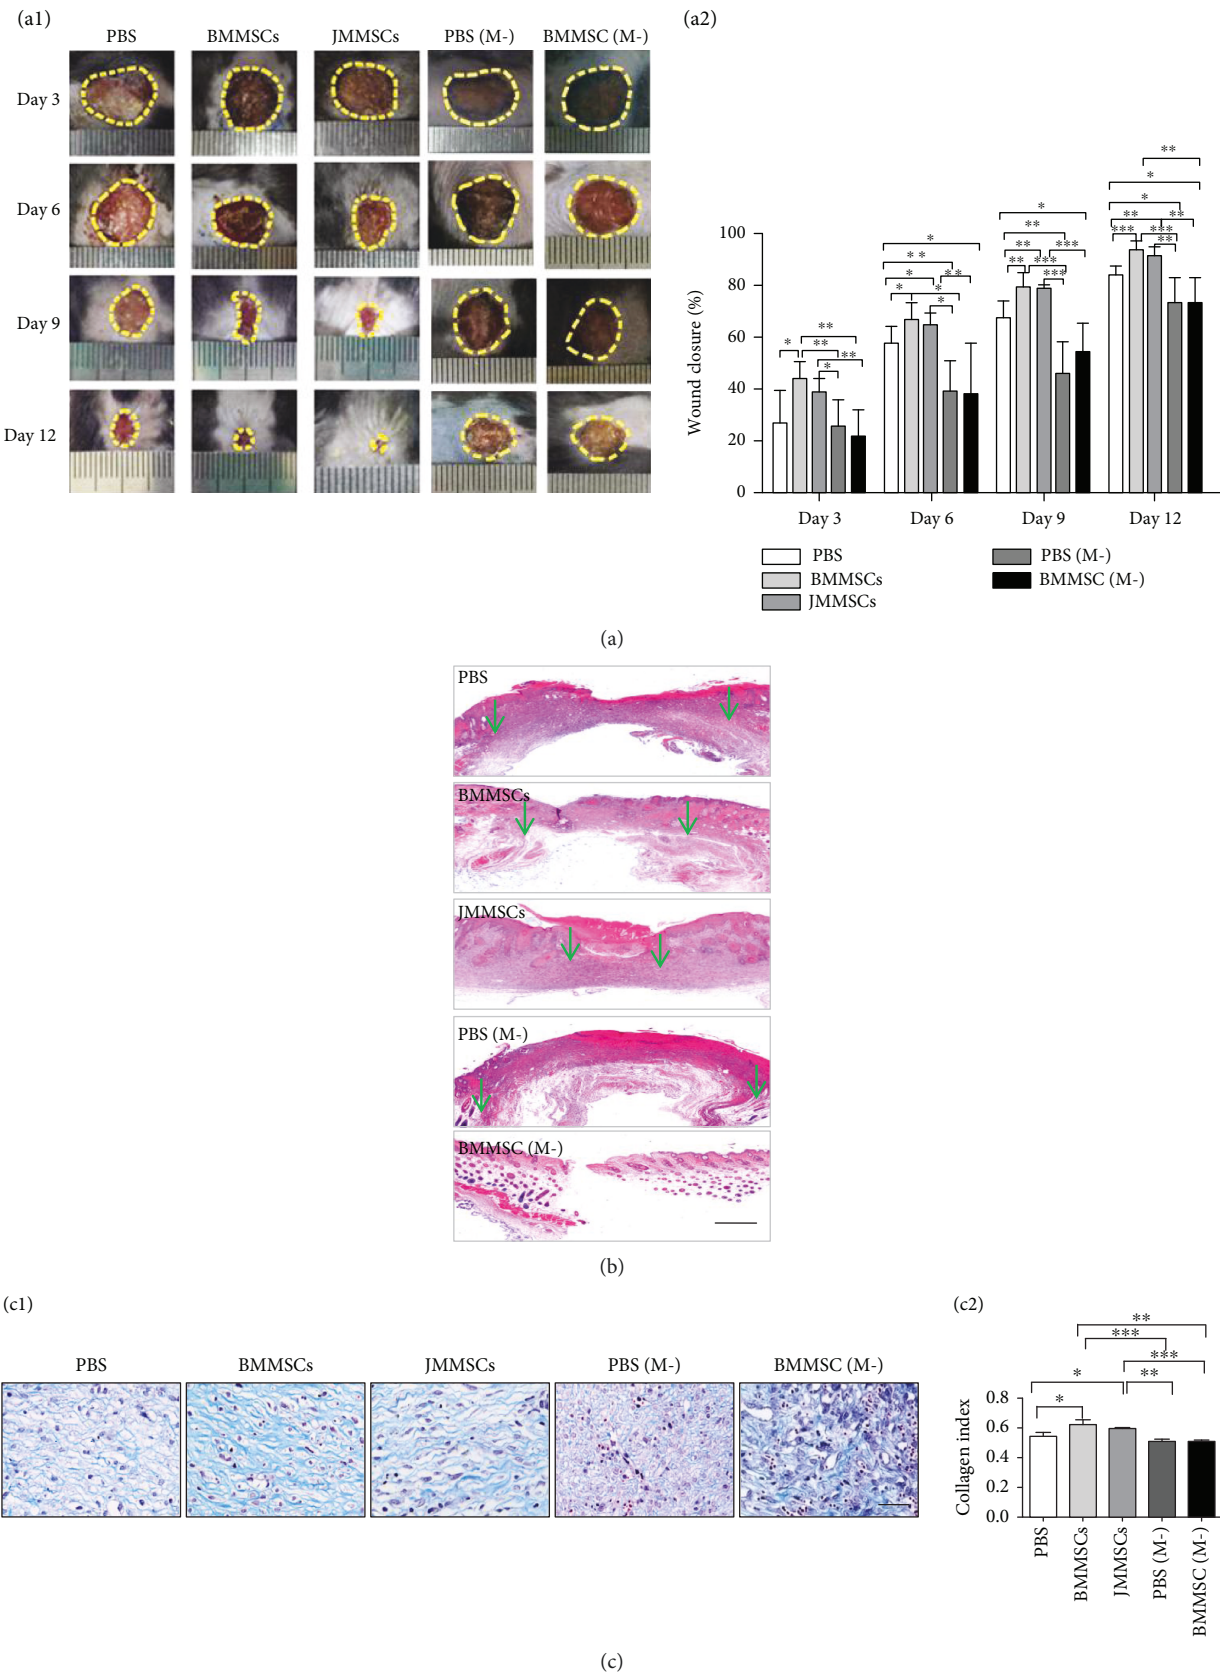 (a1)
PBS BMMSCs JMMSCs PBS (M-) BMMSC (M-)
Day 3
Day 6
Day 9
Day 12
(a2)
Wound closure (%)
100
80
60
40
20
0
* ** ** ** *
* ** * ** * * *
* ** ** *** ** *** ***
** * * ** ** *** *** **
Day 3 Day 6 Day 9 Day 12
PBS
BMMSCs
JMMSCs
PBS (M-)
BMMSC (M-)
(a)
PBS
BMMSCs
JMMSCs
PBS (M-)
BMMSC (M-)
(b)
(c1)
PBS BMMSCs JMMSCs PBS (M-) BMMSC (M-)
(c2)
**
***
***
* **
*
Collagen index
0.8
0.6
0.4
0.2
0.0
PBS
BMMSCs
JMMSCs
PBS (M-)
BMMSC (M-)
(c)